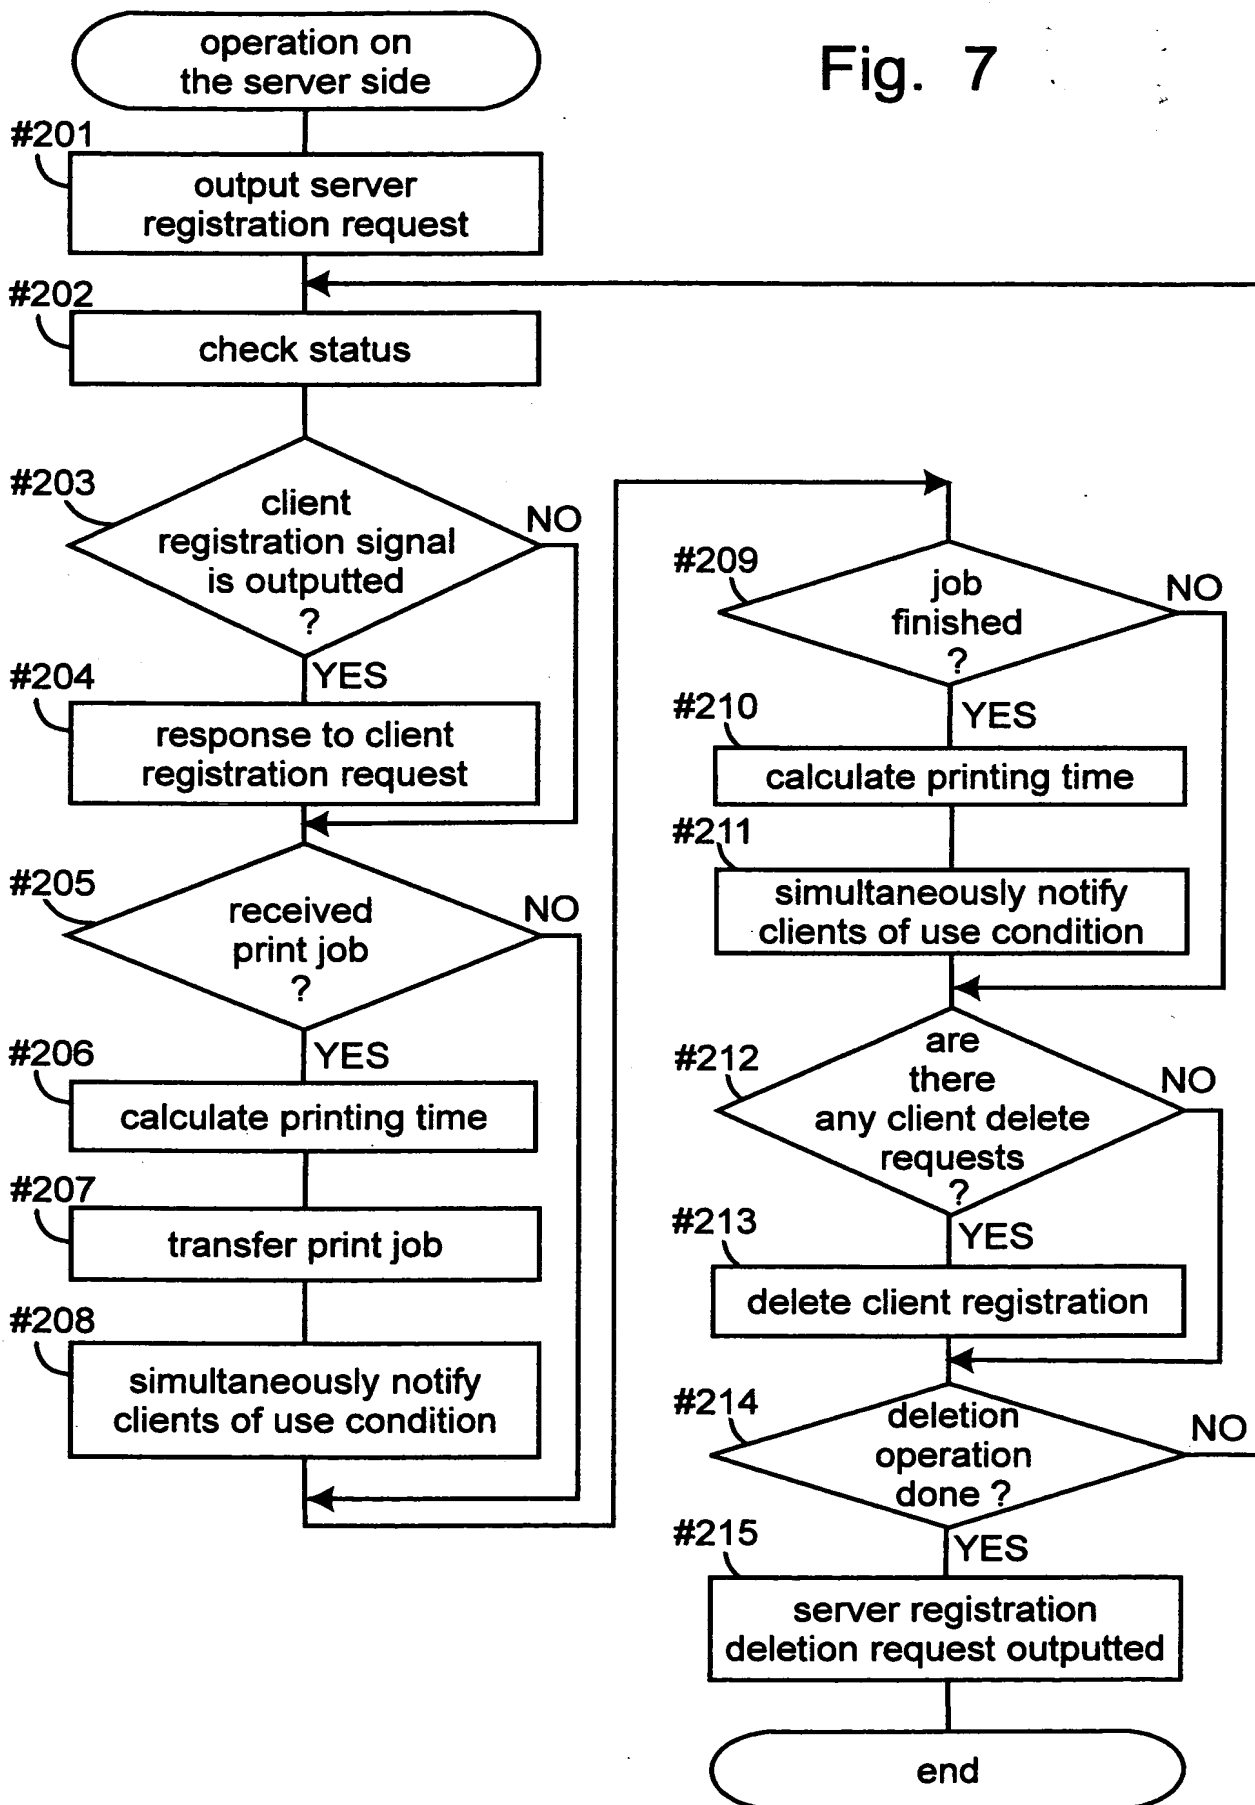 Fig. 7
operation on
the server side
#201
output server
registration request
#202
check status
#203
client
registration signal
is outputted
?
NO
YES
#204
response to client
registration request
#205
received
print job
?
NO
YES
#206
calculate printing time
#207
transfer print job
#208
simultaneously notify
clients of use condition
#209
job
finished
?
NO
YES
#210
calculate printing time
#211
simultaneously notify
clients of use condition
#212
are
there
any client delete
requests
?
NO
YES
#213
delete client registration
#214
deletion
operation
done ?
NO
YES
#215
server registration
deletion request outputted
end